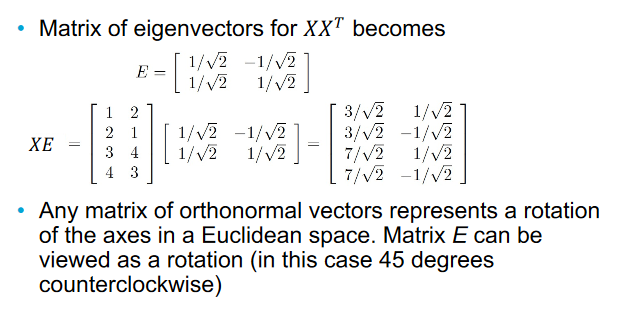 • Matrix of eigenvectors for XXᵀ becomes
E = [ 1/√2 −1/√2 ; 1/√2 1/√2 ]
XE = [ 1 2 ; 2 1 ; 3 4 ; 4 3 ] [ 1/√2 −1/√2 ; 1/√2 1/√2 ] = [ 3/√2 1/√2 ; 3/√2 −1/√2 ; 7/√2 1/√2 ; 7/√2 −1/√2 ]
• Any matrix of orthonormal vectors represents a rotation
of the axes in a Euclidean space. Matrix E can be
viewed as a rotation (in this case 45 degrees
counterclockwise)